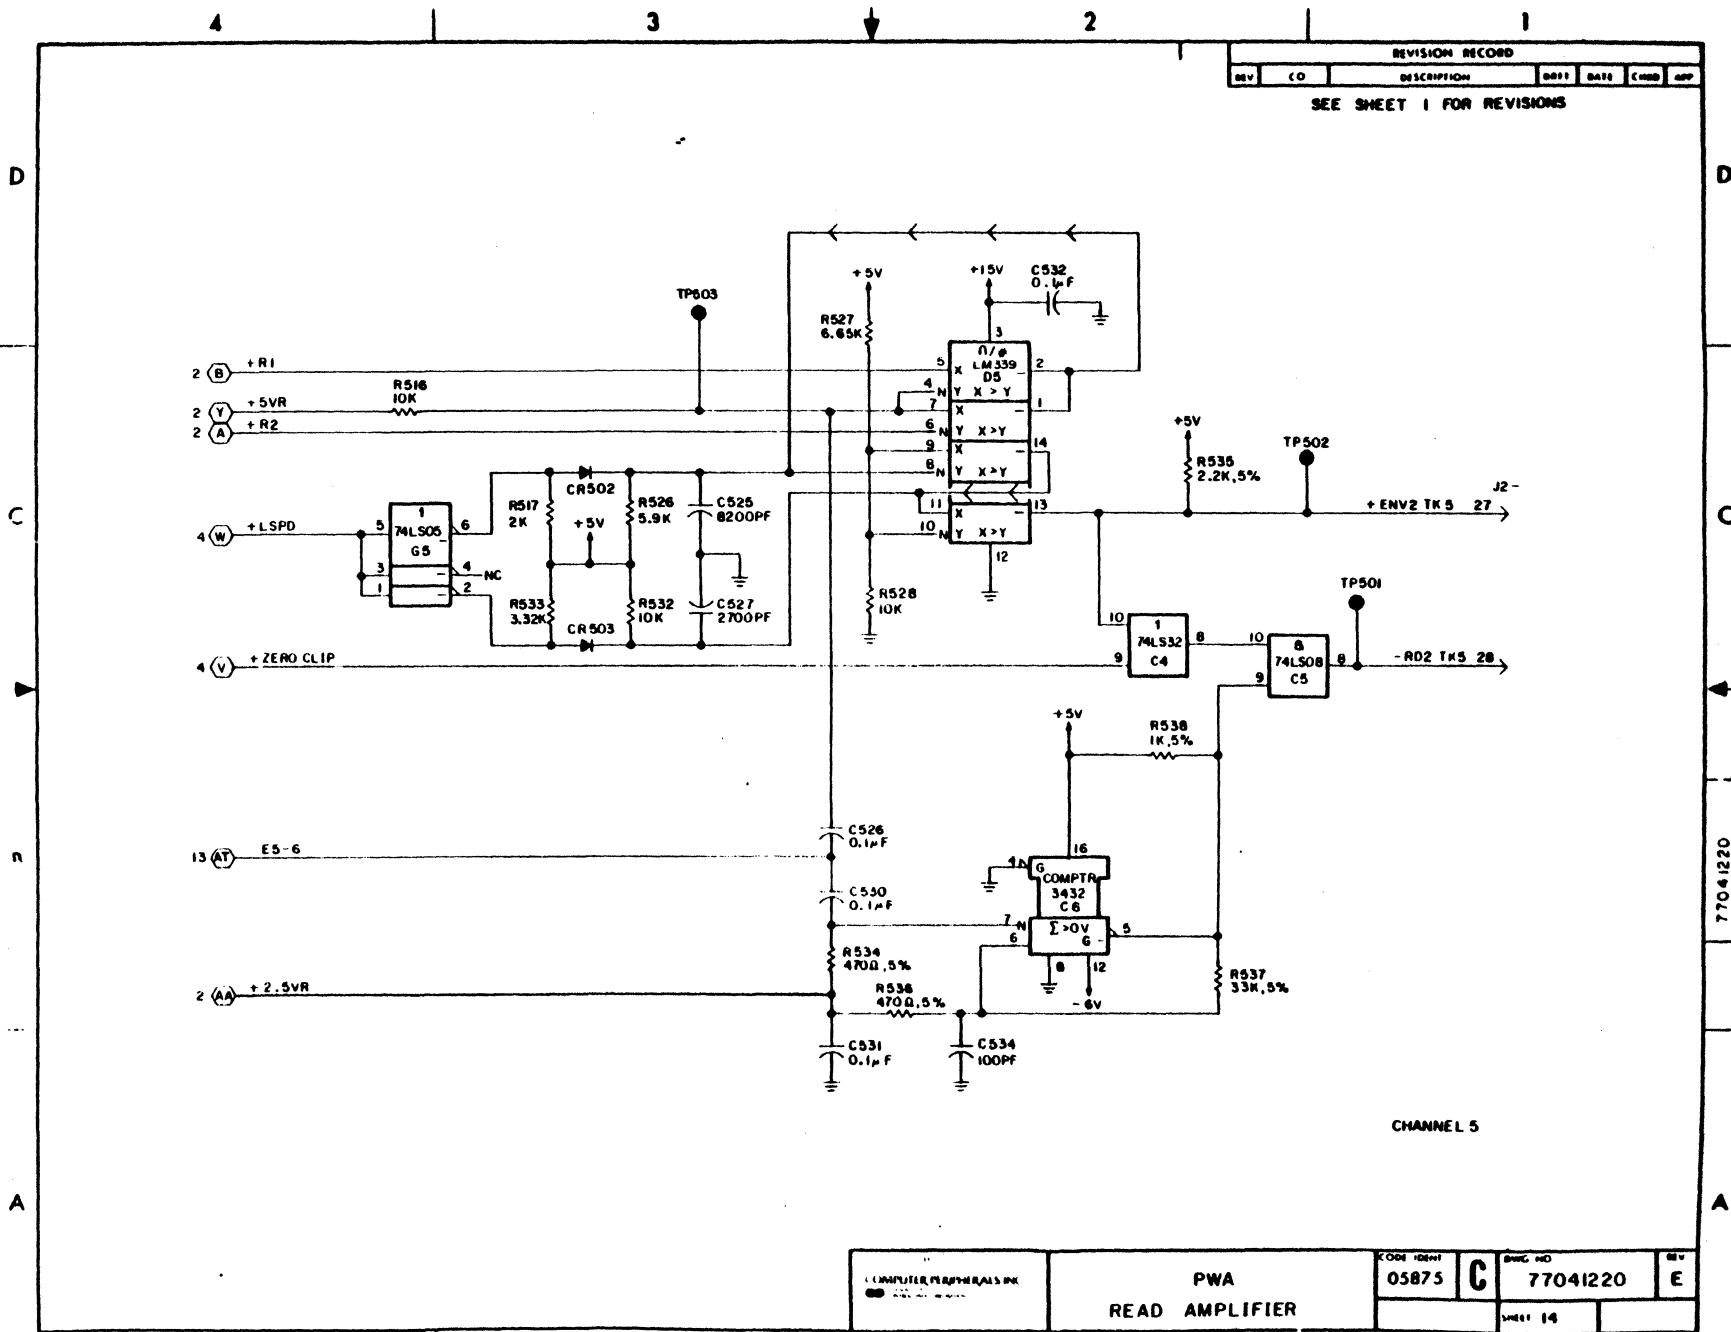 4 3 2 1
REVISION RECORD
REV CO DESCRIPTION DRFT DATE CHKD APP
SEE SHEET 1 FOR REVISIONS
D D
+5V +15V C532
0.1µF
TP503
R527
6.65K
3
2 B +R1
5 X Π/# LM339 D5 2
4 N Y X>Y
R516
10K
2 Y +5VR
7 X 1
2 A +R2
6 N Y X>Y
9 X 14
8 N Y X>Y
11 X 13
10 N Y X>Y
12
+5V
R535
2.2K,5%
TP502
J2-
+ENV2 TK5 27
C C
CR502
R517
2K
+5V
R526
5.9K
C525
8200PF
4 W +LSPD
5 1 74LS05 G5 6
3 4 NC
1 2
R533
3.32K
CR503
R532
10K
C527
2700PF
R528
10K
TP501
10 1 74LS32 C4 8
9
10 & 74LS08 C5 8
9
-RD2 TK5 28
4 V +ZERO CLIP
+5V
R538
1K,5%
C526
0.1µF
13 AT E5-6
C530
0.1µF
16
4 G
COMPTR
3432
C6
7 N Σ>0V
6 G 5
8 12
-6V
R534
470Ω,5%
R536
470Ω,5%
R537
33K,5%
2 AA +2.5VR
C531
0.1µF
C534
100PF
77041220
CHANNEL 5
A A
COMPUTER PERIPHERALS INC
PWA
READ AMPLIFIER
CODE IDENT
05875
C
DWG NO
77041220
REV
E
SHEET 14